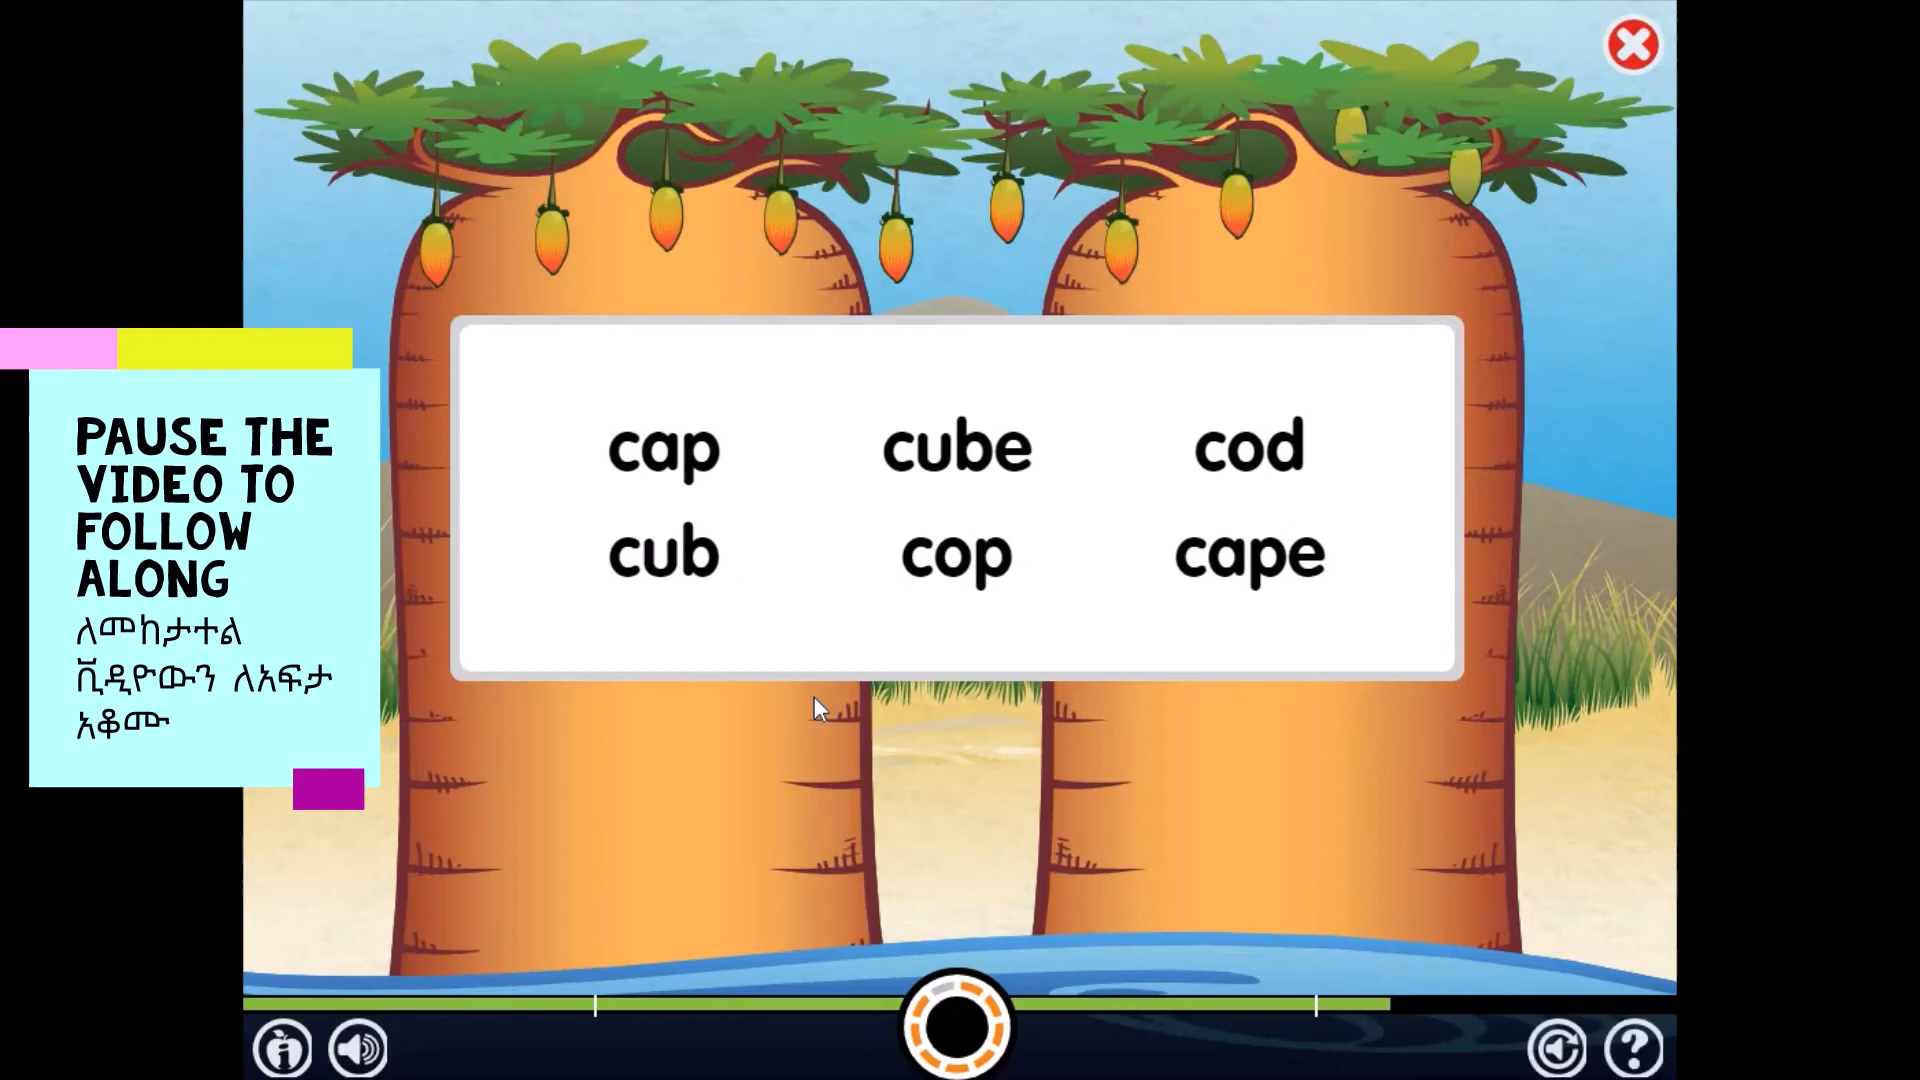 PAUSE THE
VIDEO TO
FOLLOW
ALONG
ለመከታተል
ቪዲዮውን ለአፍታ
አቆሙ
cap cube cod
cub cop cape